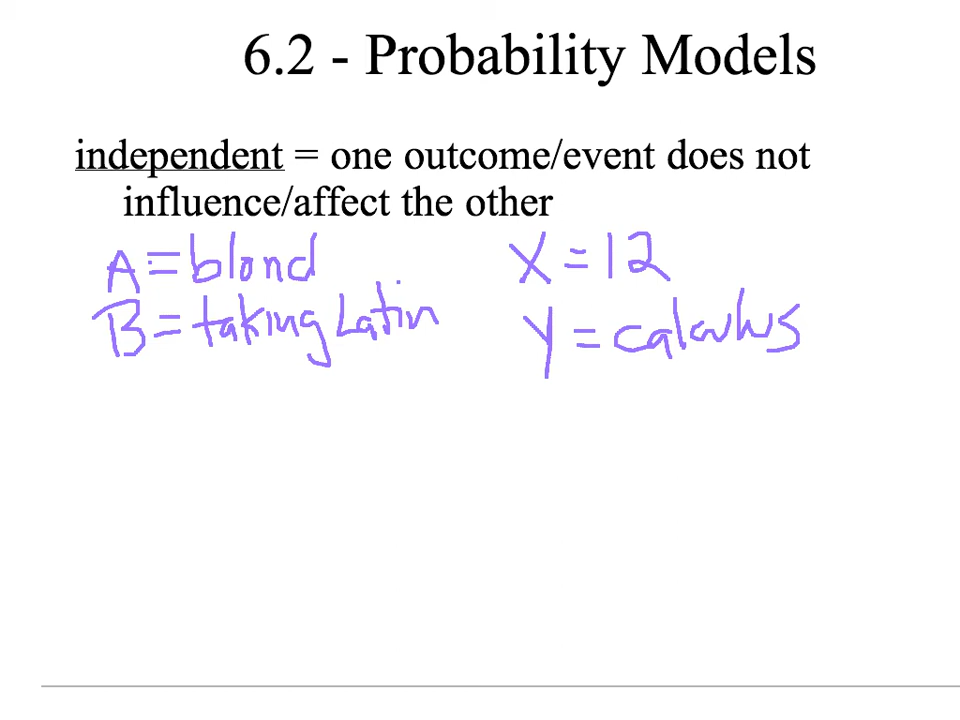 6.2 - Probability Models
independent = one outcome/event does not
influence/affect the other
A = blond
B = taking Latin
X = 12
Y = calculus